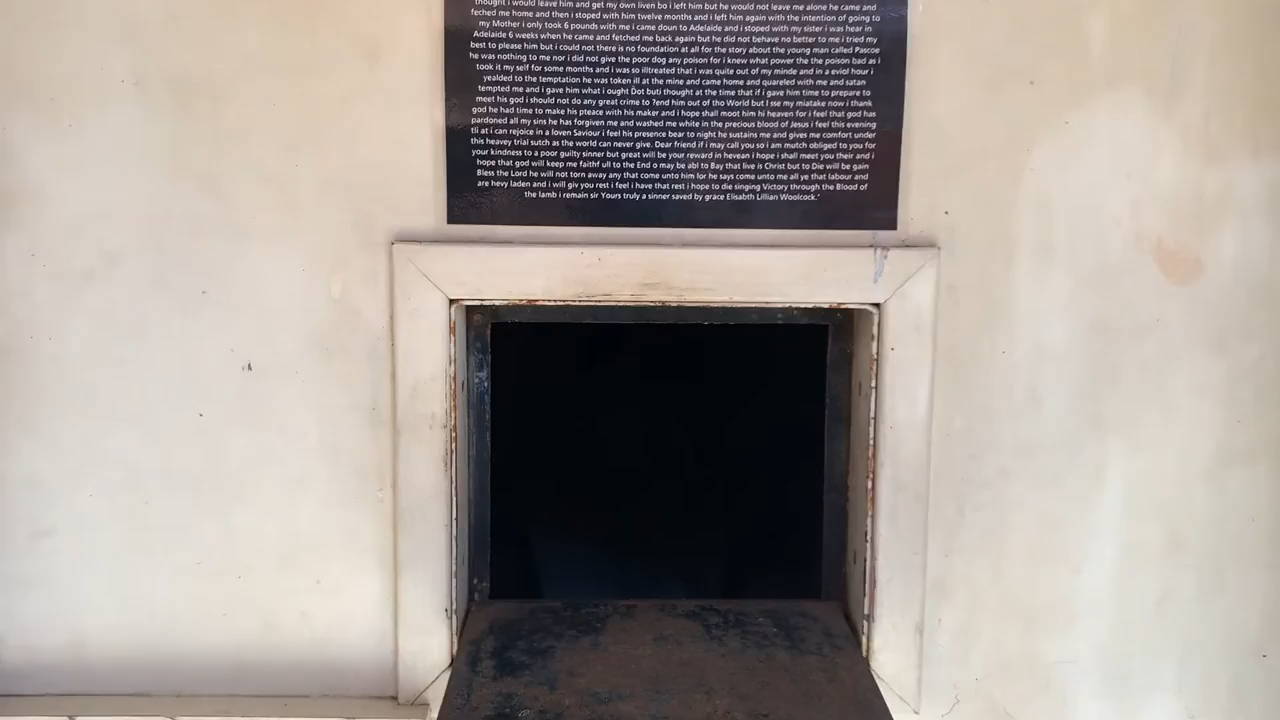 thought i would leave him and get my own liven bo i left him but he would not leave me alone he came and
feched me home and then i stoped with him twelve months and i left him again with the intention of going to
my Mother i only took 6 pounds with me i came doun to Adelaide and i stoped with my sister i was hear in
Adelaide 6 weeks when he came and fetched me back again but he did not behave no better to me i tried my
best to please him but i could not there is no foundation at all for the story about the young man called Pascoe
he was nothing to me nor i did not give the poor dog any poison for i knew what power the the poison bad as i
took it my self for some months and i was so illtreated that i was quite out of my minde and in a eviol hour i
yealded to the temptation he was token ill at the mine and came home and quareled with me and satan
tempted me and i gave him what i ought Dot buti thought at the time that if i gave him time to prepare to
meet his god i should not do any great crime to ?end him out of tho World but I sse my miatake now i thank
god he had time to make his pteace with his maker and i hope shall moot him hi heaven for i feel that god has
pardoned all my sins he has forgiven me and washed me white in the precious blood of Jesus i feel this evening
tli at i can rejoice in a loven Saviour i feel his presence bear to night he sustains me and gives me comfort under
this heavey trial sutch as the world can never give. Dear friend if i may call you so i am mutch obliged to you for
your kindness to a poor guilty sinner but great will be your reward in hevean i hope i shall meet you their and i
hope that god will keep me faithf ull to the End o may be abl to Bay that live is Christ but to Die will be gain
Bless the Lord he will not torn away any that come unto him lor he says come unto me all ye that labour and
are hevy laden and i will giv you rest i feel i have that rest i hope to die singing Victory through the Blood of
the lamb i remain sir Yours truly a sinner saved by grace Elisabth Lillian Woolcock."